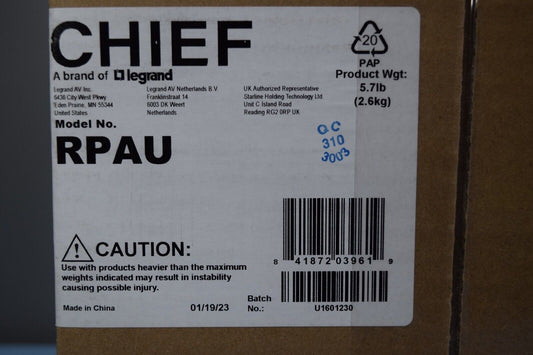 CHIEF
A brand of legrand
Legrand AV Inc.
6436 City West Pkwy
Eden Prairie, MN 55344
United States
Legrand AV Netherlands B.V.
Franklinstraat 14
6003 DK Weert
Netherlands
UK Authorized Representative
Starline Holding Technology Ltd.
Unit C Island Road
Reading RG2 0RP UK
20
PAP
Product Wgt:
5.7lb
(2.6kg)
Model No.
RPAU
QC
310
3003
CAUTION:
Use with products heavier than the maximum
weights indicated may result in instability
causing possible injury.
8 41872 03961 9
Made in China
01/19/23
Batch
No.:
U1601230